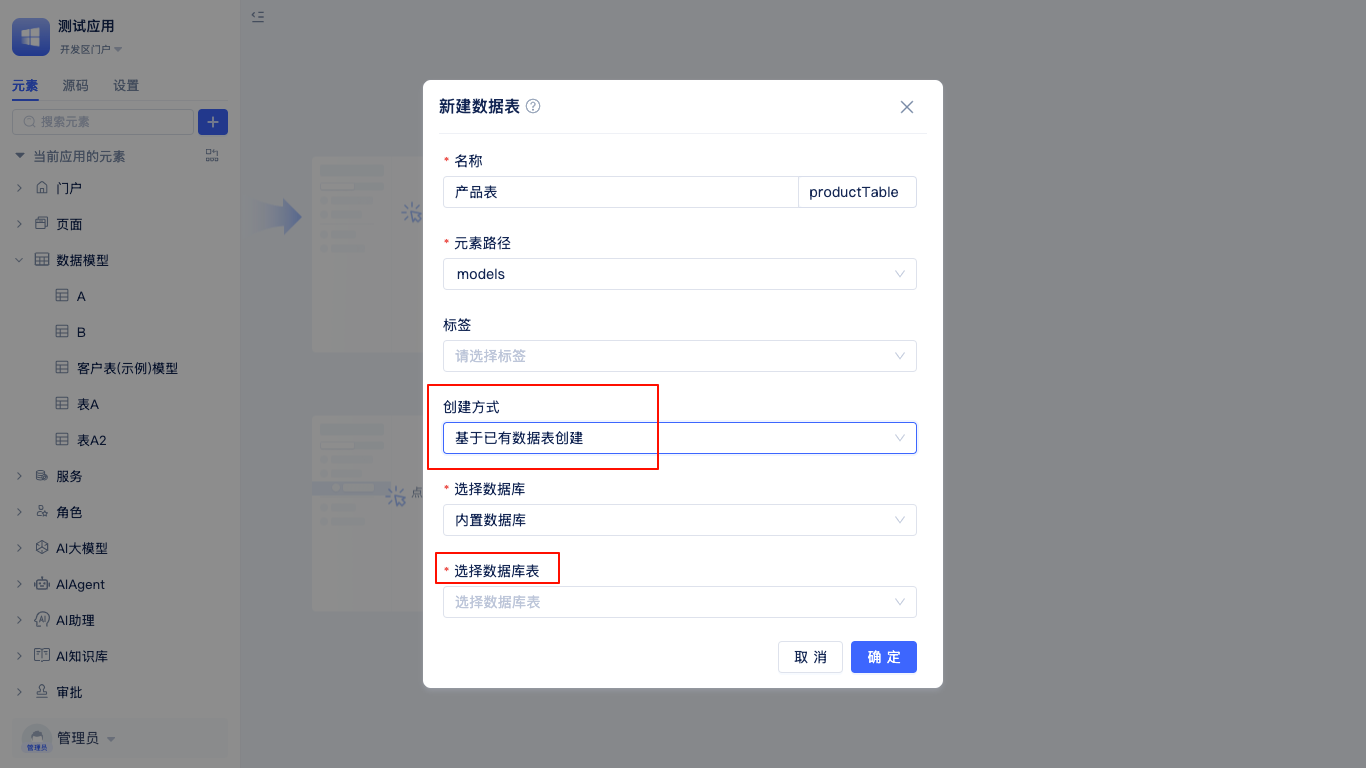 测试应用
开发区门户
元素 源码 设置
搜索元素
当前应用的元素
门户
页面
数据模型
A
B
客户表(示例)模型
表A
表A2
服务
角色
AI大模型
AIAgent
AI助理
AI知识库
审批
管理员
管理员
点
新建数据表
* 名称
产品表 productTable
* 元素路径
models
标签
请选择标签
创建方式
基于已有数据表创建
* 选择数据库
内置数据库
* 选择数据库表
选择数据库表
取 消 确 定